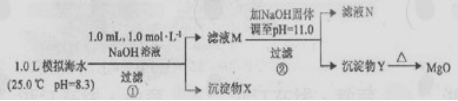 1.0 mL, 1.0 mol·L⁻¹
NaOH 溶液
过滤
①
1.0 L 模拟海水
(25.0℃ pH=8.3)
滤液M
沉淀物X
加NaOH固体
调至pH=11.0
过滤
②
滤液N
沉淀物Y
△
MgO